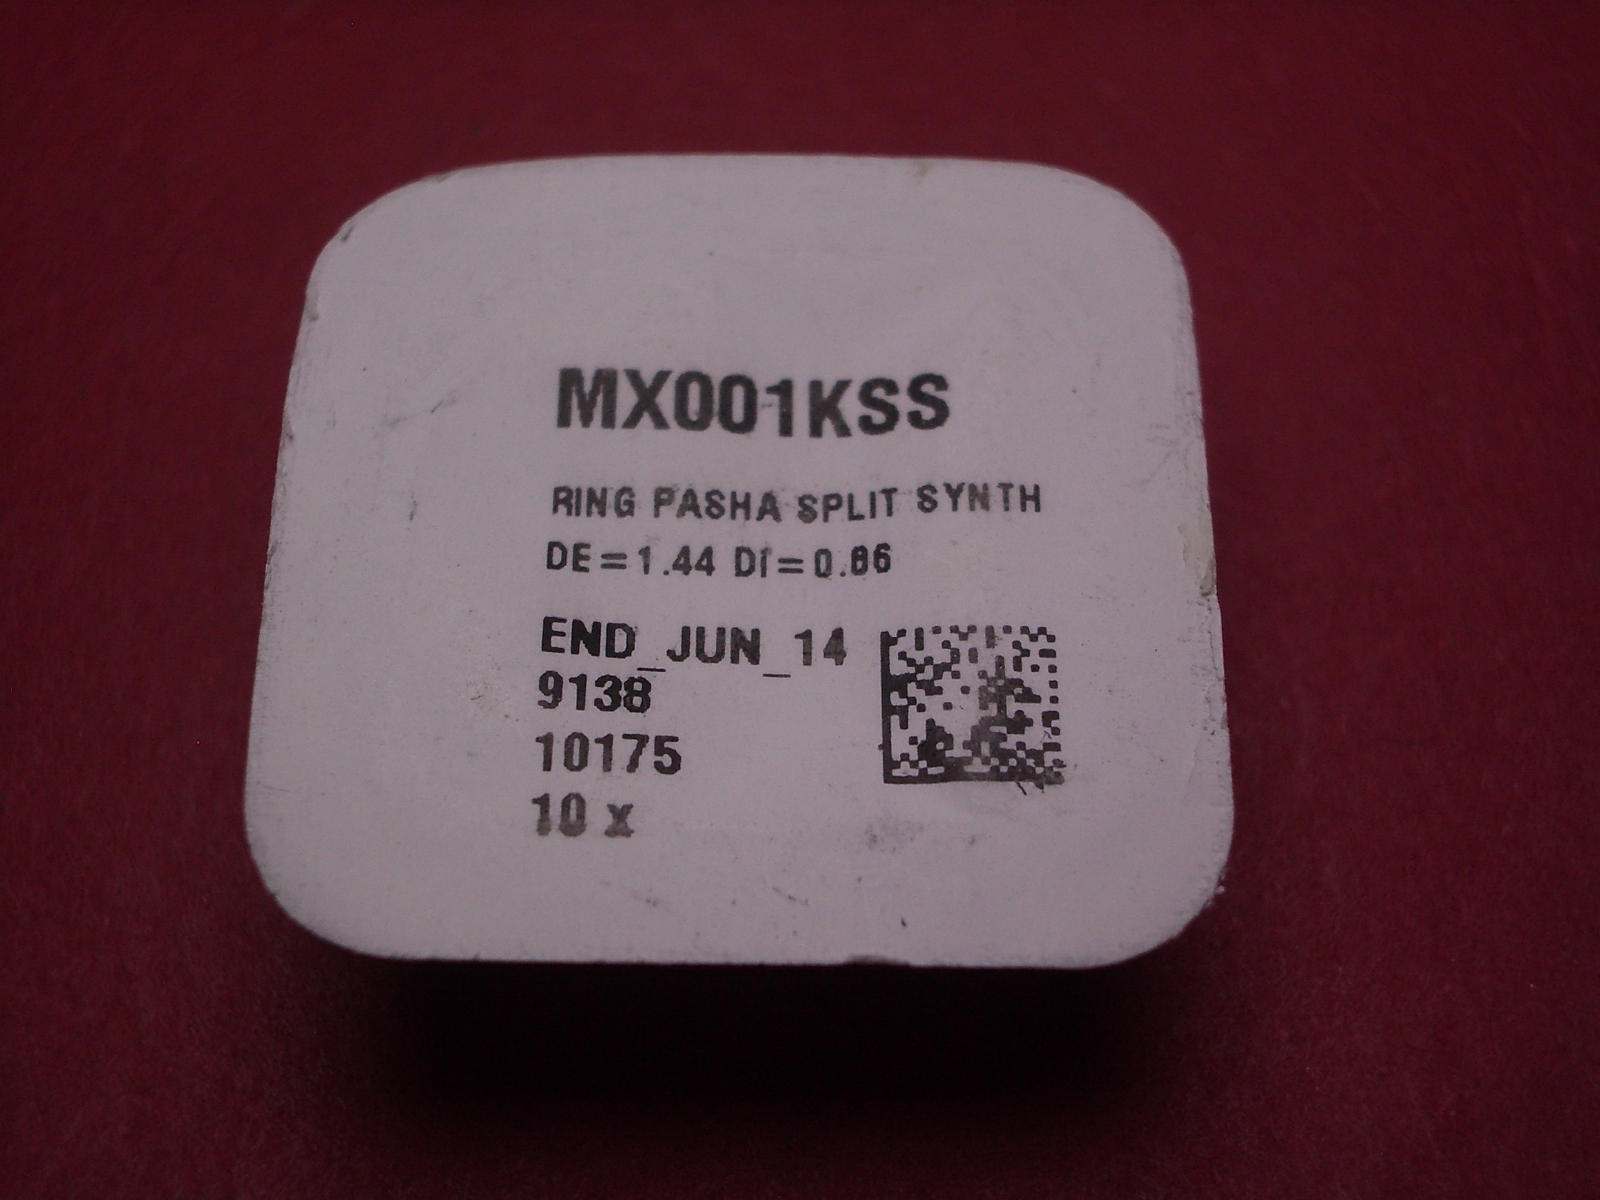 MX001KSS
RING PASHA SPLIT SYNTH
DE=1.44 DI=0.86
END_JUN_14
9138
10175
10 x